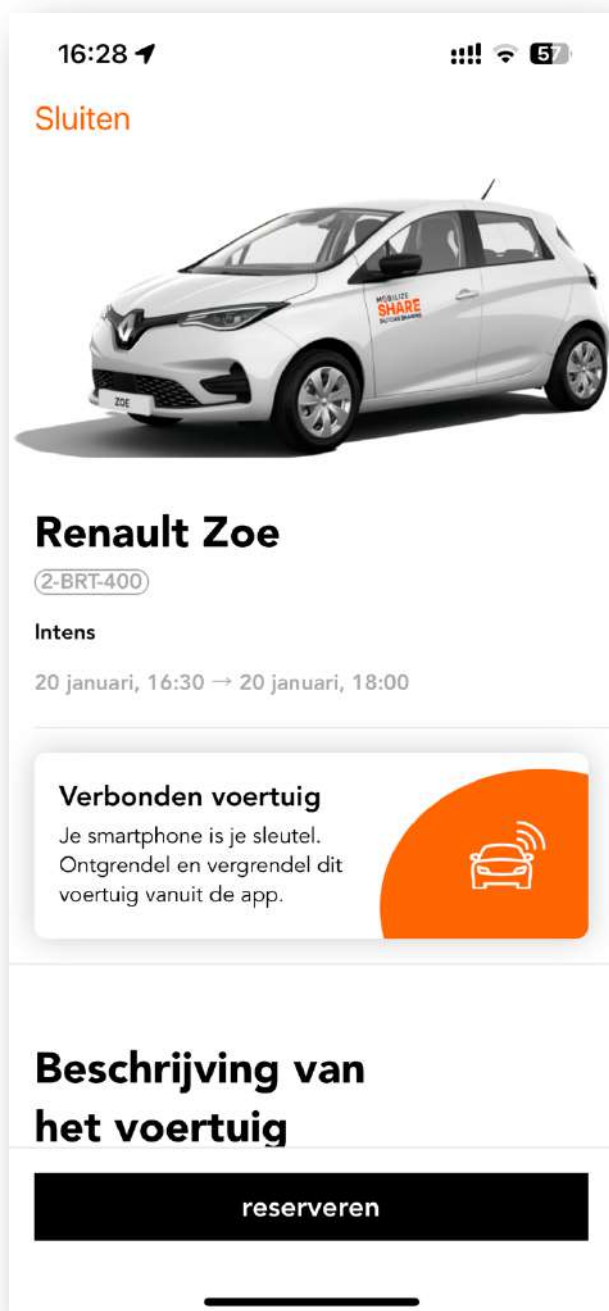 16:28
57
Sluiten
MOBILIZE
SHARE
ZOE
Renault Zoe
2-BRT-400
Intens
20 januari, 16:30 → 20 januari, 18:00
Verbonden voertuig
Je smartphone is je sleutel.
Ontgrendel en vergrendel dit
voertuig vanuit de app.
Beschrijving van
het voertuig
reserveren